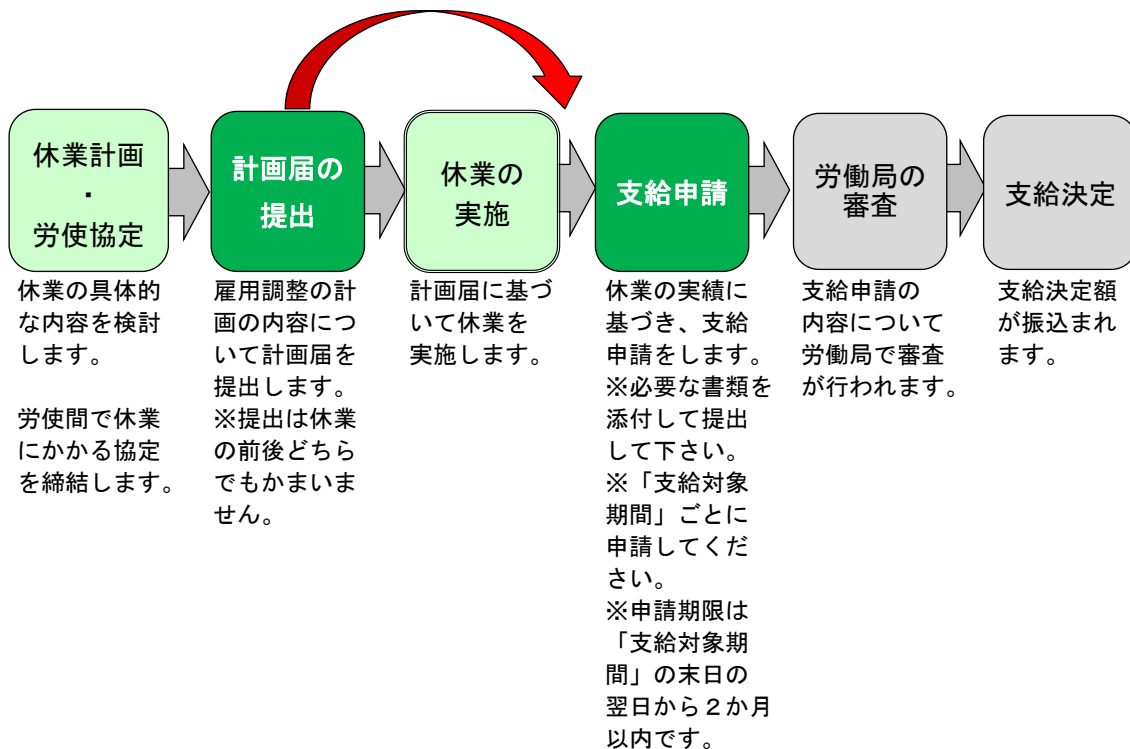 休業計画
・
労使協定
計画届の
提出
休業の
実施
支給申請
労働局の
審査
支給決定
休業の具体的
な内容を検討
します。
労使間で休業
にかかる協定
を締結します。
雇用調整の計
画の内容につ
いて計画届を
提出します。
※提出は休業
の前後どちら
でもかまいま
せん。
計画届に基づ
いて休業を
実施します。
休業の実績に
基づき、支給
申請をします。
※必要な書類を
添付して提出
して下さい。
※「支給対象
期間」ごとに
申請してくだ
さい。
※申請期限は
「支給対象期
間」の末日の
翌日から２か月
以内です。
支給申請の
内容について
労働局で審査
が行われます。
支給決定額
が振込まれ
ます。